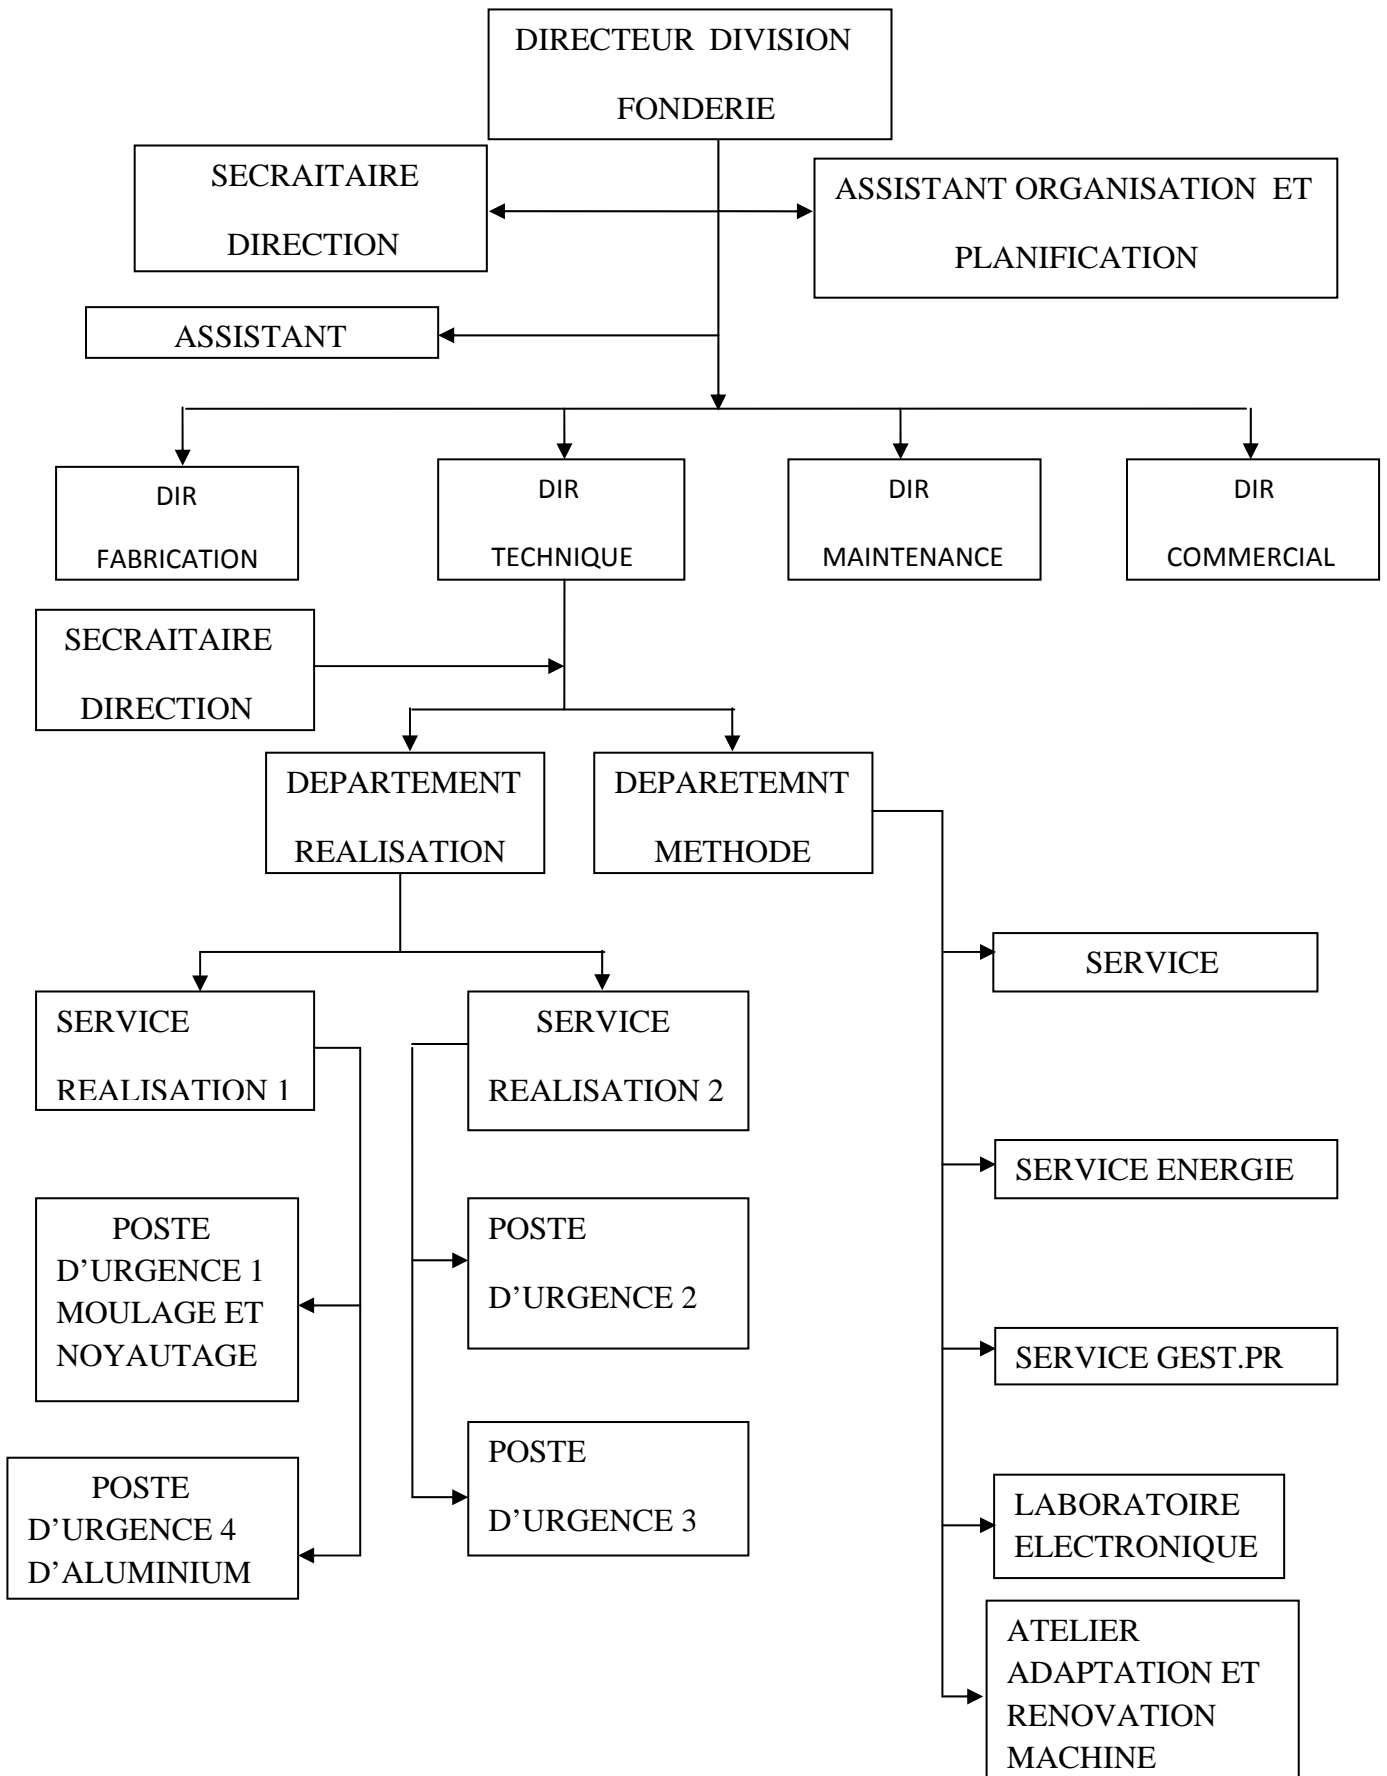 DIRECTEUR DIVISION
FONDERIE
SECRAITAIRE
DIRECTION
ASSISTANT ORGANISATION ET
PLANIFICATION
ASSISTANT
DIR
FABRICATION
DIR
TECHNIQUE
DIR
MAINTENANCE
DIR
COMMERCIAL
SECRAITAIRE
DIRECTION
DEPARTEMENT
REALISATION
DEPARETEMNT
METHODE
SERVICE
SERVICE
REALISATION 1
SERVICE
REALISATION 2
SERVICE ENERGIE
POSTE
D’URGENCE 1
MOULAGE ET
NOYAUTAGE
POSTE
D’URGENCE 2
SERVICE GEST.PR
POSTE
D’URGENCE 4
D’ALUMINIUM
POSTE
D’URGENCE 3
LABORATOIRE
ELECTRONIQUE
ATELIER
ADAPTATION ET
RENOVATION
MACHINE